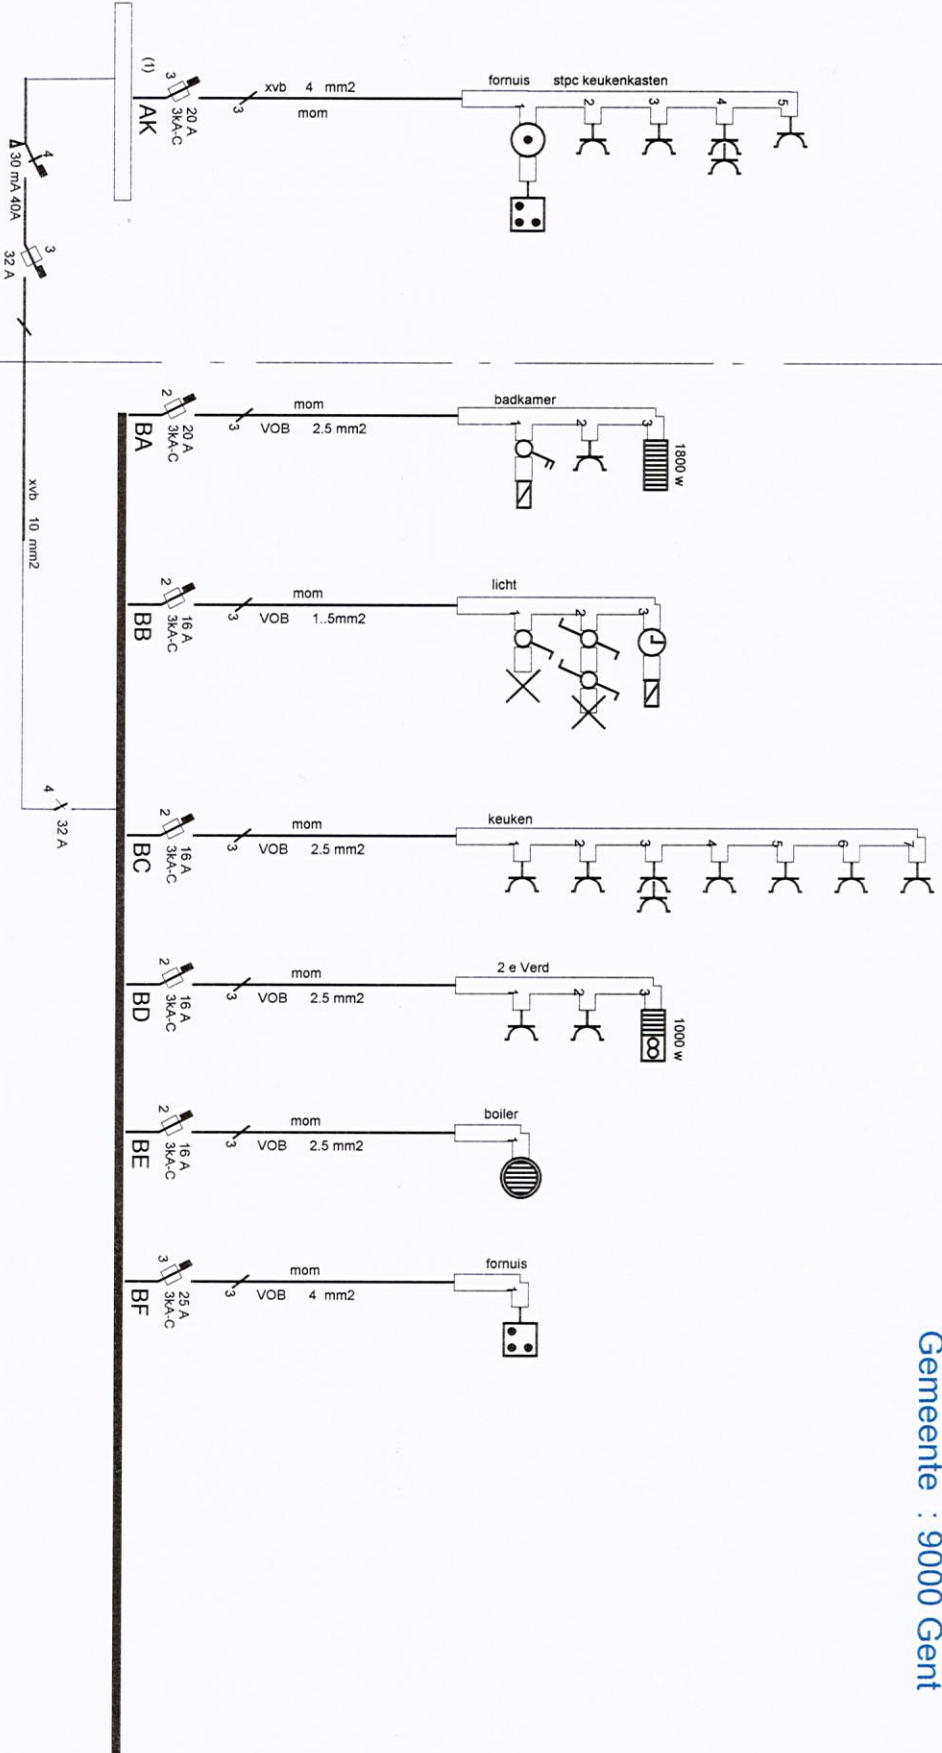 fornuis stpc keukenkasten
xvb 4 mm2
mom
3
1
2
3
4
5
(1)
3
20 A
3kA-C
AK
4
30 mA 40A
3
32 A
badkamer
mom
VOB 2.5 mm2
3
1
2
3
1800 w
2
20 A
3kA-C
BA
xvb 10 mm2
licht
mom
VOB 1..5mm2
3
1
2
3
2
16 A
3kA-C
BB
4
32 A
keuken
mom
VOB 2.5 mm2
3
1
2
3
4
5
6
7
2
16 A
3kA-C
BC
2 e Verd
mom
VOB 2.5 mm2
3
1
2
3
1000 w
2
16 A
3kA-C
BD
boiler
mom
VOB 2.5 mm2
3
1
2
16 A
3kA-C
BE
fornuis
mom
VOB 4 mm2
3
1
3
25 A
3kA-C
BF
Gemeente : 9000 Gent